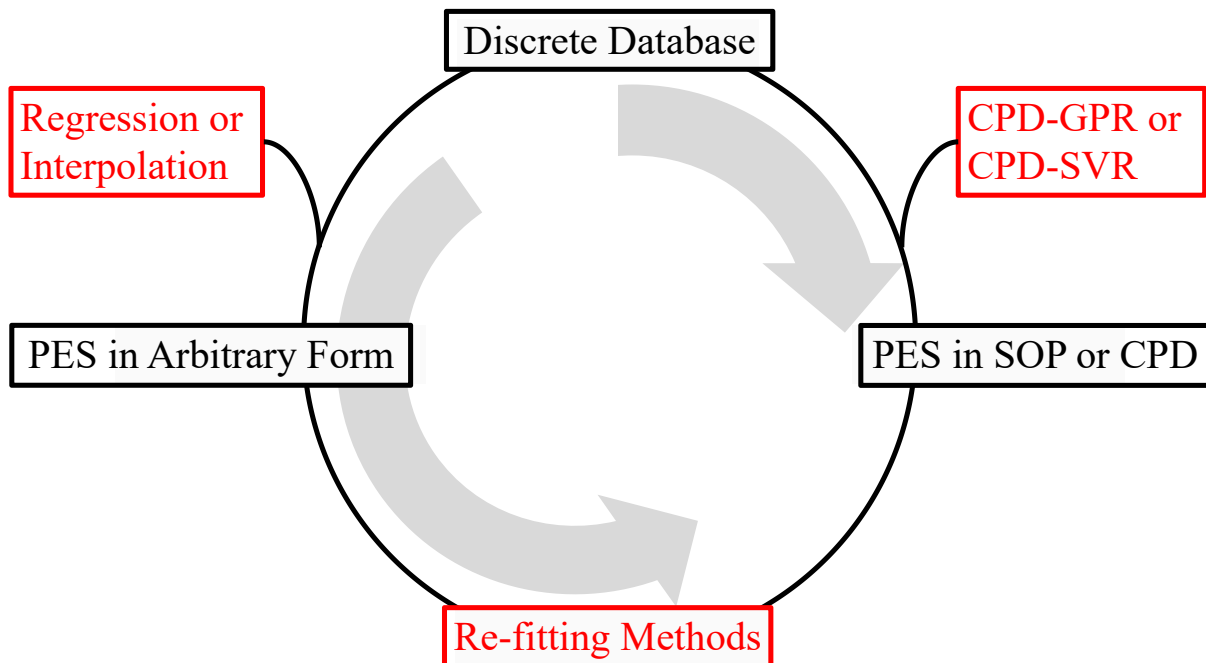 Discrete Database
Regression or
Interpolation
CPD-GPR or
CPD-SVR
PES in Arbitrary Form
PES in SOP or CPD
Re-fitting Methods